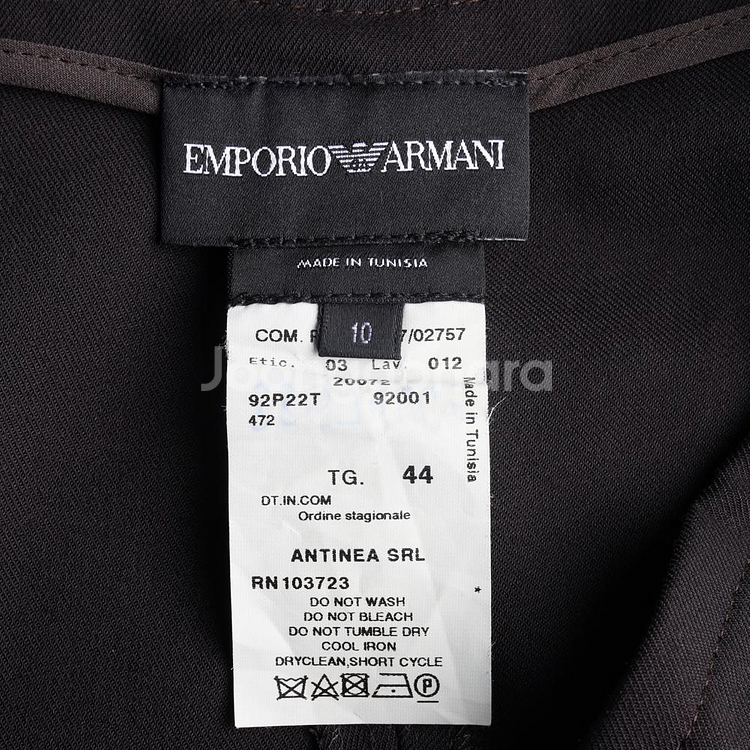 EMPORIO ARMANI
MADE IN TUNISIA
10
COM. 7/02757
Etic. 03 Lav. 012
20072
92P22T 92001
472
Made in Tunisia
TG. 44
DT.IN.COM
Ordine stagionale
ANTINEA SRL
RN103723
*
DO NOT WASH
DO NOT BLEACH
DO NOT TUMBLE DRY
COOL IRON
DRYCLEAN,SHORT CYCLE
P